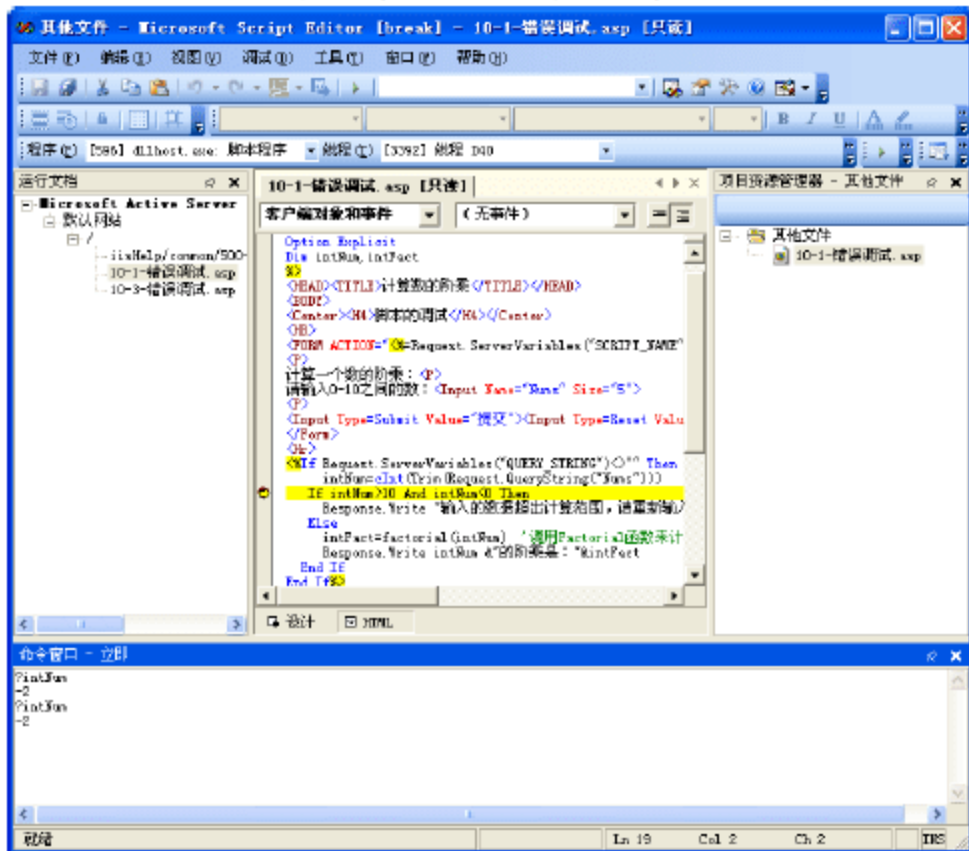 其他文件 - Microsoft Script Editor [break] - 10-1-错误调试.asp [只读]
文件(F) 编辑(E) 视图(V) 调试(D) 工具(T) 窗口(W) 帮助(H)
B I U A
程序(P) [596] dllhost.exe: 脚本程序 线程(T) [3392] 线程 D40
运行文档
Microsoft Active Server
默认网站
/
iisHelp/common/500-
10-1-错误调试.asp
10-3-错误调试.asp
10-1-错误调试.asp [只读]
客户端对象和事件 (无事件)
Option Explicit
Dim intNum,intFact
%>
<HEAD><TITLE>计算数的阶乘</TITLE></HEAD>
<BODY>
<Center><H4>脚本的调试</H4></Center>
<HR>
<FORM ACTION="<%=Request.ServerVariables("SCRIPT_NAME"
<P>
计算一个数的阶乘：<P>
请输入0-10之间的数：<Input Name="Nums" Size="5">
<P>
<Input Type=Submit Value="提交"><Input Type=Reset Valu
</Form>
<Hr>
<%If Request.ServerVariables("QUERY_STRING")<>"" Then
intNum=cInt(Trim(Request.QueryString("Nums")))
If intNum>10 And intNum<0 Then
Response.Write "输入的数据超出计算范围，请重新输入
Else
intFact=factorial(intNum) '调用Factorial函数来计
Response.Write intNum &"的阶乘是："&intFact
End If
End If%>
设计 HTML
项目资源管理器 - 其他文件
其他文件
10-1-错误调试.asp
命令窗口 - 立即
?intNum
-2
?intNum
-2
就绪 Ln 19 Col 2 Ch 2 INS